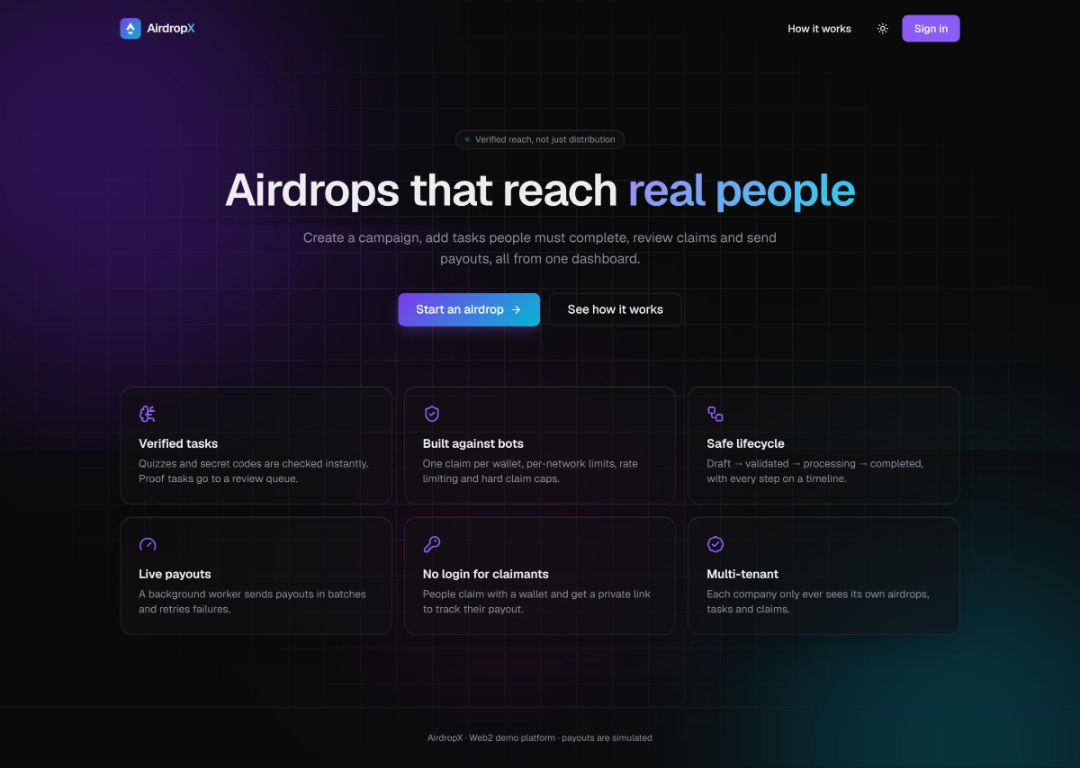 AirdropX
How it works
Sign in
Verified reach, not just distribution
Airdrops that reach real people
Create a campaign, add tasks people must complete, review claims and send
payouts, all from one dashboard.
Start an airdrop →
See how it works
Verified tasks
Quizzes and secret codes are checked instantly.
Proof tasks go to a review queue.
Built against bots
One claim per wallet, per-network limits, rate
limiting and hard claim caps.
Safe lifecycle
Draft → validated → processing → completed,
with every step on a timeline.
Live payouts
A background worker sends payouts in batches
and retries failures.
No login for claimants
People claim with a wallet and get a private link
to track their payout.
Multi-tenant
Each company only ever sees its own airdrops,
tasks and claims.
AirdropX · Web2 demo platform · payouts are simulated